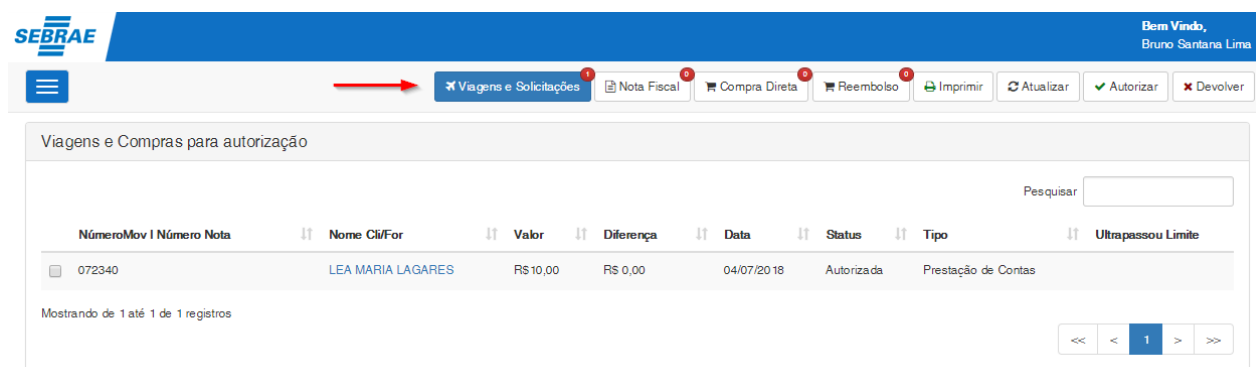 SEBRAE
Bem Vindo,
Bruno Santana Lima
Viagens e Solicitações 1 Nota Fiscal 0 Compra Direta 0 Reembolso 0 Imprimir Atualizar Autorizar Devolver
Viagens e Compras para autorização
Pesquisar
NúmeroMov I Número Nota Nome Cli/For Valor Diferença Data Status Tipo Ultrapassou Limite
072340 LEA MARIA LAGARES R$10,00 R$ 0,00 04/07/2018 Autorizada Prestação de Contas
Mostrando de 1 até 1 de 1 registros
<< < 1 > >>